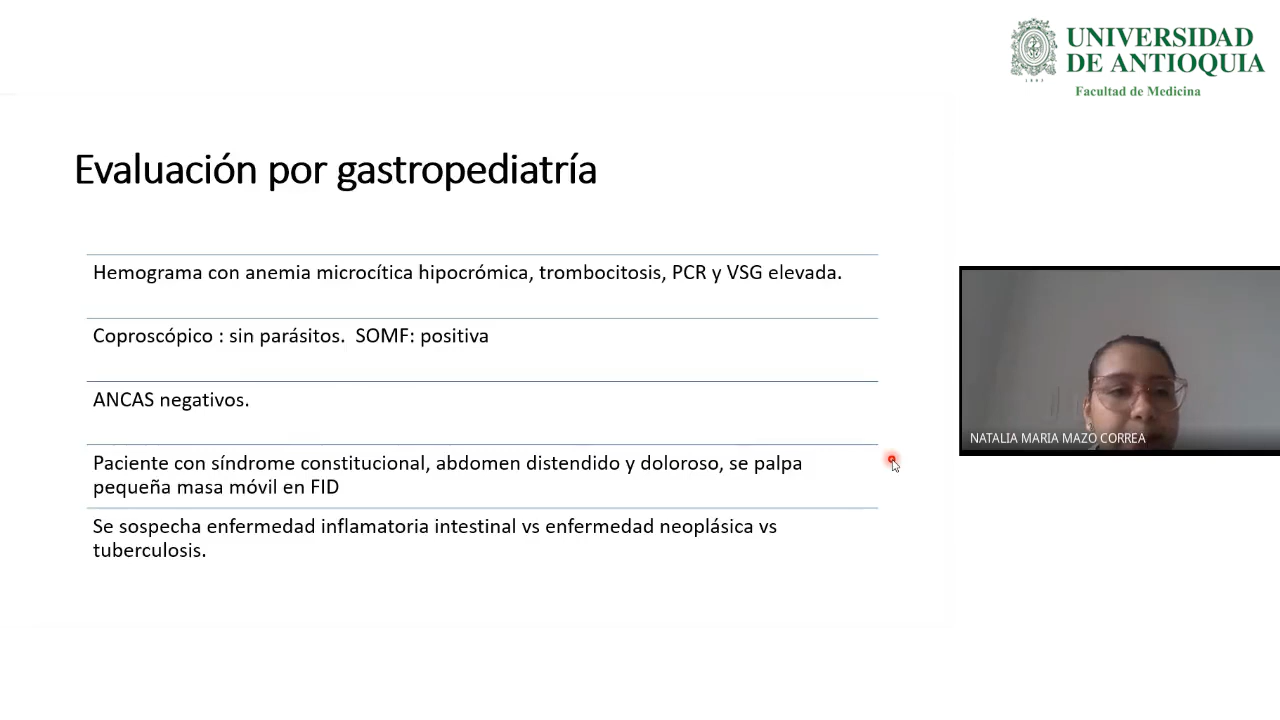 UNIVERSIDAD
DE ANTIOQUIA
Facultad de Medicina
Evaluación por gastropediatría
Hemograma con anemia microcítica hipocrómica, trombocitosis, PCR y VSG elevada.
Coproscópico : sin parásitos.  SOMF: positiva
ANCAS negativos.
Paciente con síndrome constitucional, abdomen distendido y doloroso, se palpa
pequeña masa móvil en FID
Se sospecha enfermedad inflamatoria intestinal vs enfermedad neoplásica vs
tuberculosis.
NATALIA MARIA MAZO CORREA